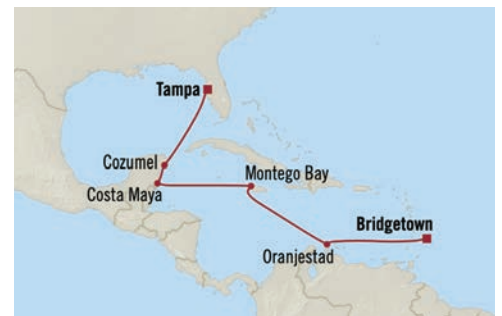 Tampa
Cozumel
Costa Maya
Montego Bay
Bridgetown
Oranjestad